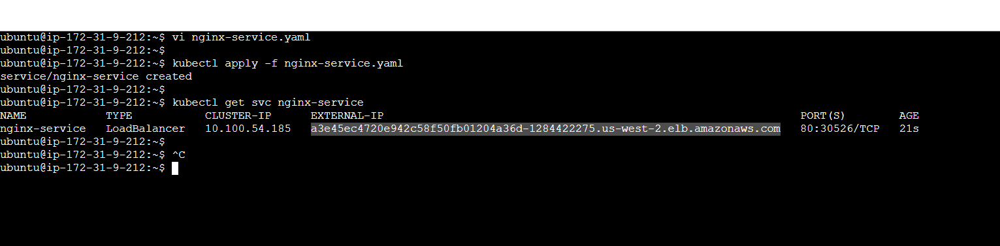 ubuntu@ip-172-31-9-212:~$ vi nginx-service.yaml
ubuntu@ip-172-31-9-212:~$
ubuntu@ip-172-31-9-212:~$ kubectl apply -f nginx-service.yaml
service/nginx-service created
ubuntu@ip-172-31-9-212:~$
ubuntu@ip-172-31-9-212:~$ kubectl get svc nginx-service
NAME TYPE CLUSTER-IP EXTERNAL-IP PORT(S) AGE
nginx-service LoadBalancer 10.100.54.185 a3e45ec4720e942c58f50fb01204a36d-1284422275.us-west-2.elb.amazonaws.com 80:30526/TCP 21s
ubuntu@ip-172-31-9-212:~$
ubuntu@ip-172-31-9-212:~$ ^C
ubuntu@ip-172-31-9-212:~$